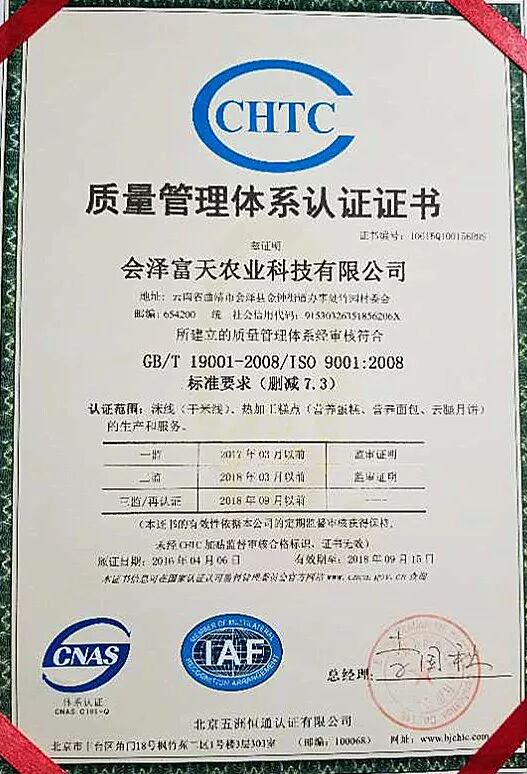 CHTC
质量管理体系认证证书
证书编号：
兹证明
会泽富天农业科技有限公司
地址：云南省曲靖市会泽县金钟街道办事处竹园村委会
邮编：654200 统一社会信用代码：91530326351856206X
所建立的质量管理体系经审核符合
GB/T 19001-2008/ISO 9001:2008
标准要求（删减7.3）
认证范围：沫线（干米线）、热加工糕点（营养蛋糕、营养面包、云腿月饼）
的生产和服务。
一监 2017年03月以前 监审证明
二监 2018年03月以前 监审证明
三监/再认证 2018年09月以前 ----
（本证书的有效性依据本公司的定期监督审核获得保持，
未经CHTC加贴监督审核合格标识，证书无效）
颁证日期：2016年04月06日 有效期至：2018年09月15日
本证书信息可在国家认证认可监督管理委员会官方网站 www.cnca.gov.cn 查询
CNAS
体系认证
MEMBER OF MULTILATERAL
IAF
RECOGNITION ARRANGEMENT
总经理：
北京五洲恒通认证有限公司
北京市丰台区角门18号枫竹苑二区1号楼3层303室 （邮编：100068） 网址：www.bjchtc.com